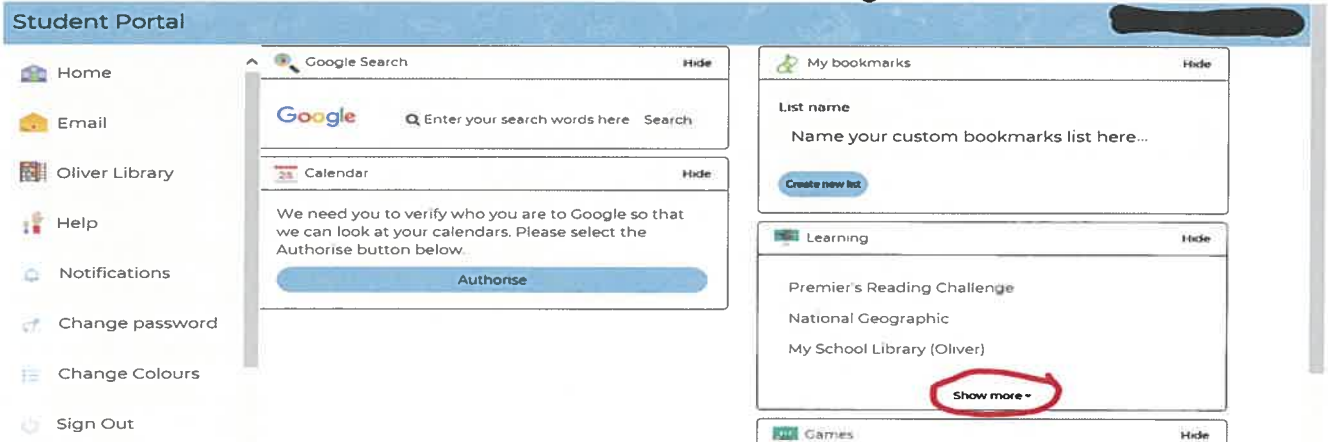 Student Portal
Home
Email
Oliver Library
Help
Notifications
Change password
Change Colours
Sign Out
Google Search Hide
Google Enter your search words here Search
28 Calendar Hide
We need you to verify who you are to Google so that
we can look at your calendars. Please select the
Authorise button below.
Authorise
My bookmarks Hide
List name
Name your custom bookmarks list here...
Create new list
Learning Hide
Premier's Reading Challenge
National Geographic
My School Library (Oliver)
Show more
Games Hide